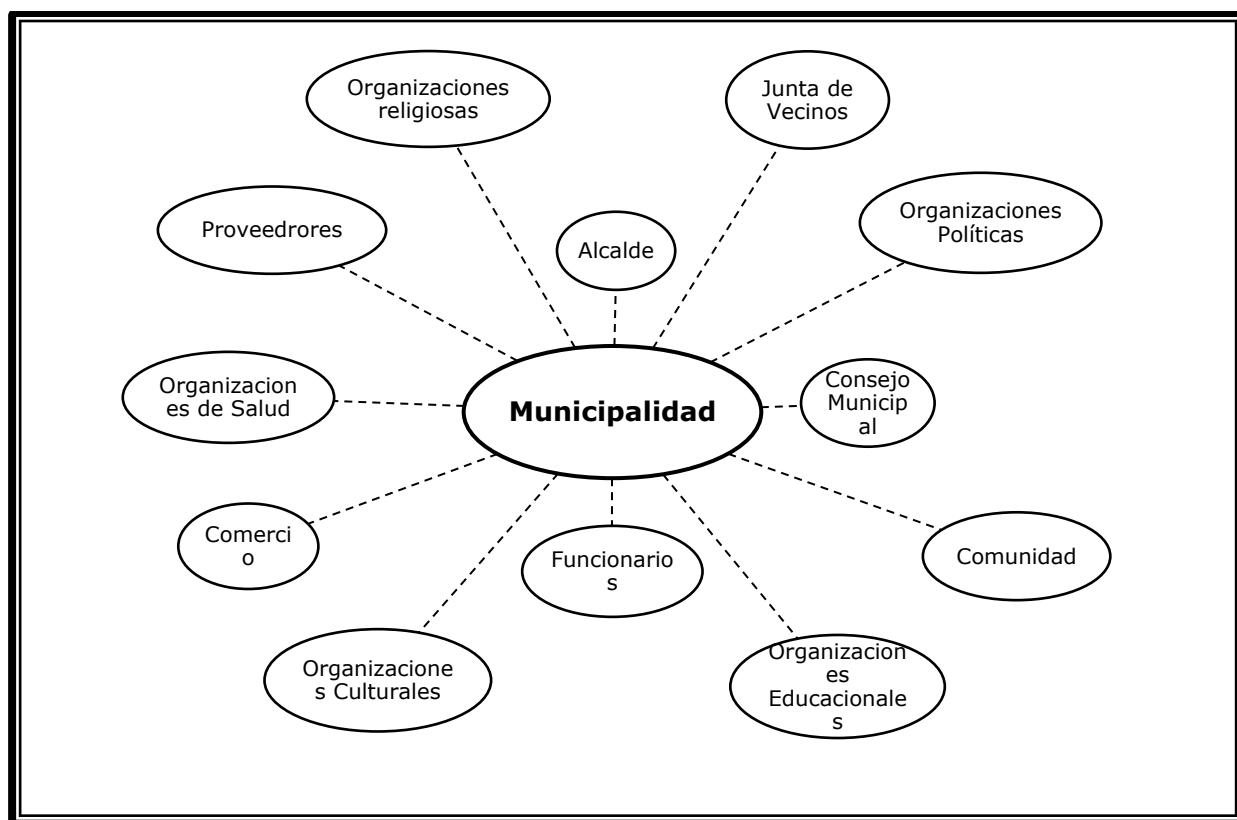 Organizaciones
religiosas
Junta de
Vecinos
Proveedrores
Alcalde
Organizaciones
Políticas
Organizacion
es de Salud
Municipalidad
Consejo
Municip
al
Comerci
o
Funcionario
s
Comunidad
Organizacione
s Culturales
Organizacion
es
Educacionale
s